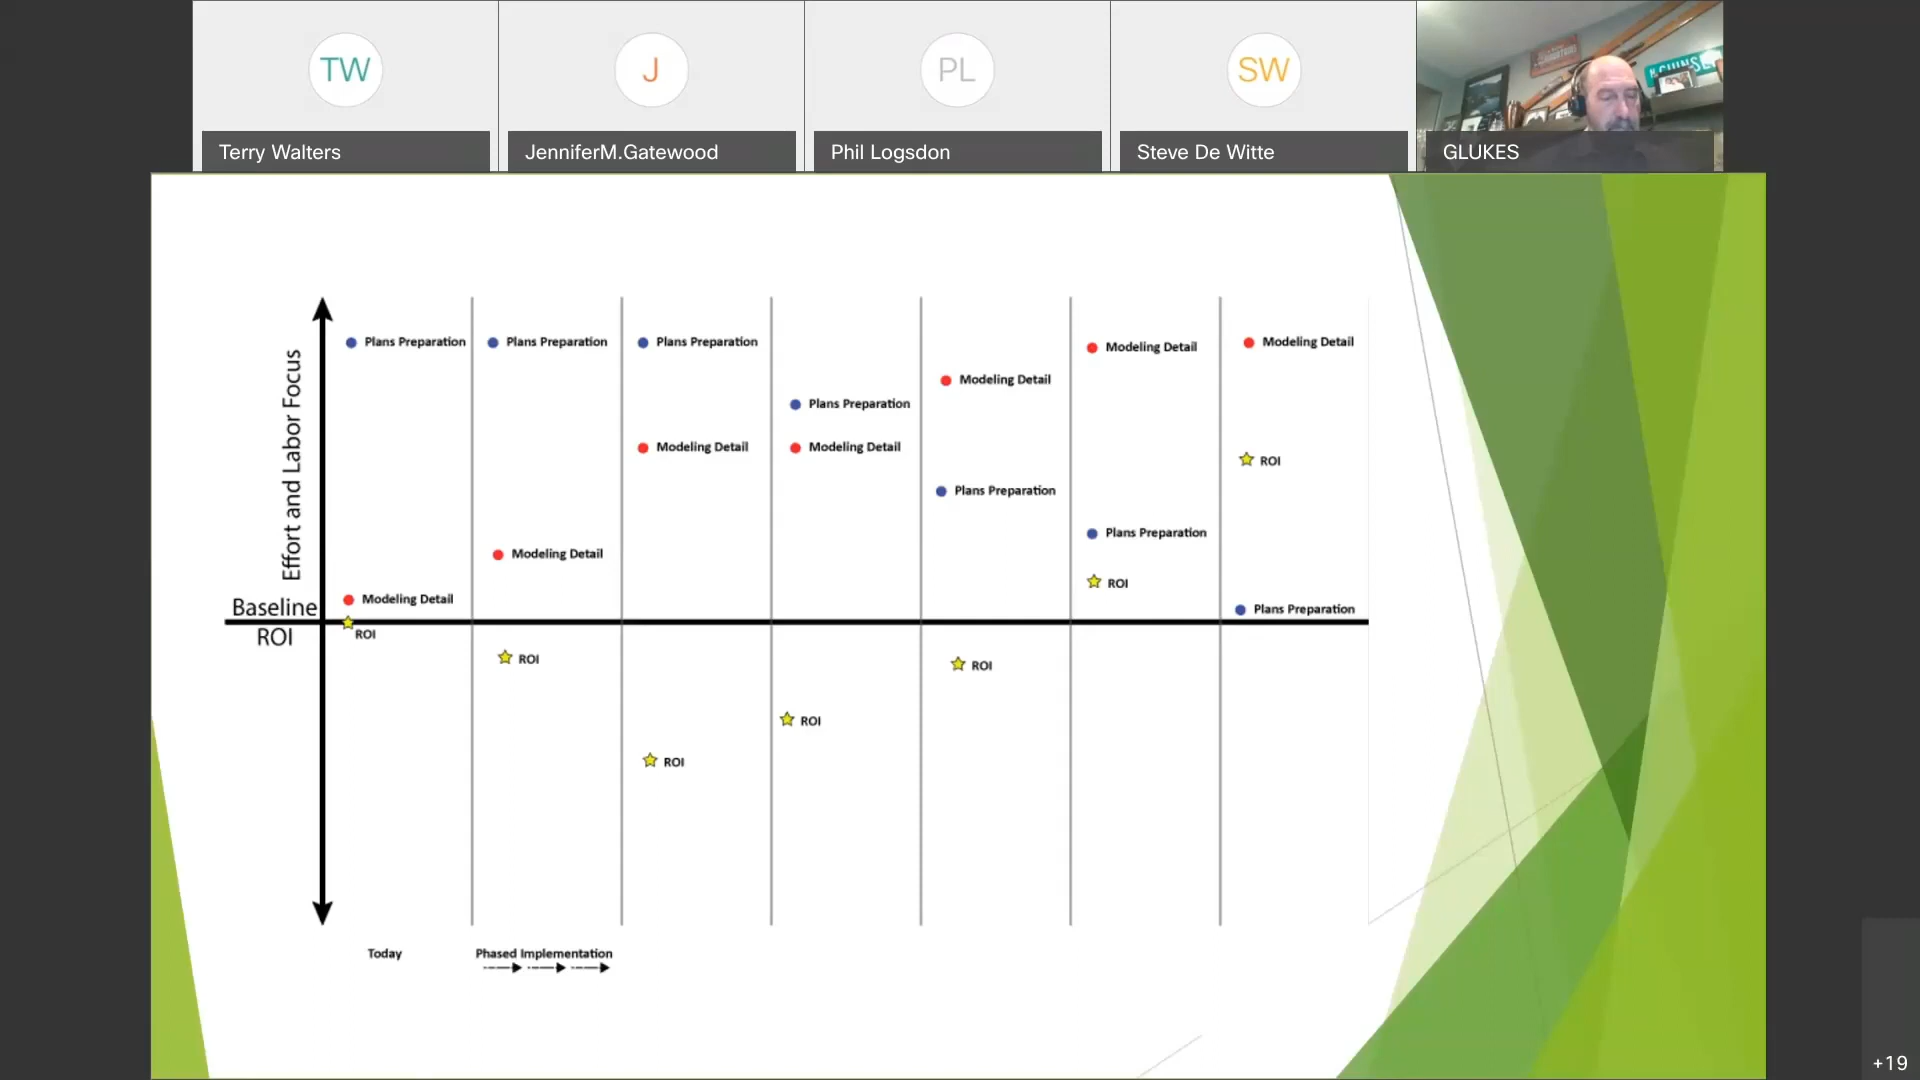 TW
J
PL
SW
Terry Walters
JenniferM.Gatewood
Phil Logsdon
Steve De Witte
GLUKES
Effort and Labor Focus
Baseline
ROI
Plans Preparation
Modeling Detail
ROI
Plans Preparation
Modeling Detail
ROI
Plans Preparation
Modeling Detail
ROI
Plans Preparation
Modeling Detail
ROI
Modeling Detail
Plans Preparation
ROI
Modeling Detail
Plans Preparation
ROI
Modeling Detail
ROI
Plans Preparation
Today
Phased Implementation
+19